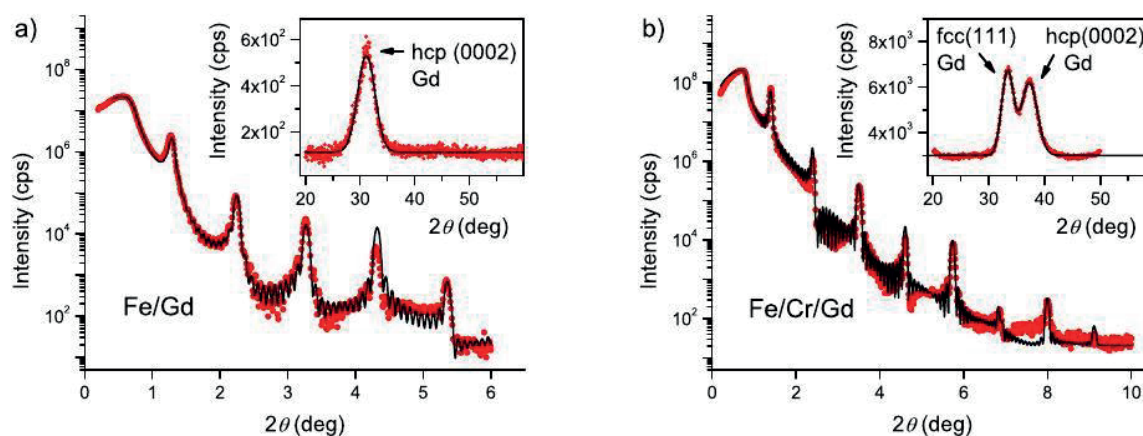 a)
Intensity (cps)
10⁸
10⁶
10⁴
10²
0 1 2 3 4 5 6
2θ (deg)
Fe/Gd
Intensity (cps)
6x10²
4x10²
2x10²
20 30 40 50
2θ (deg)
hcp (0002)
Gd
b)
Intensity (cps)
10⁸
10⁶
10⁴
10²
0 2 4 6 8 10
2θ (deg)
Fe/Cr/Gd
Intensity (cps)
8x10³
6x10³
4x10³
20 30 40 50
2θ (deg)
fcc(111) hcp(0002)
Gd Gd